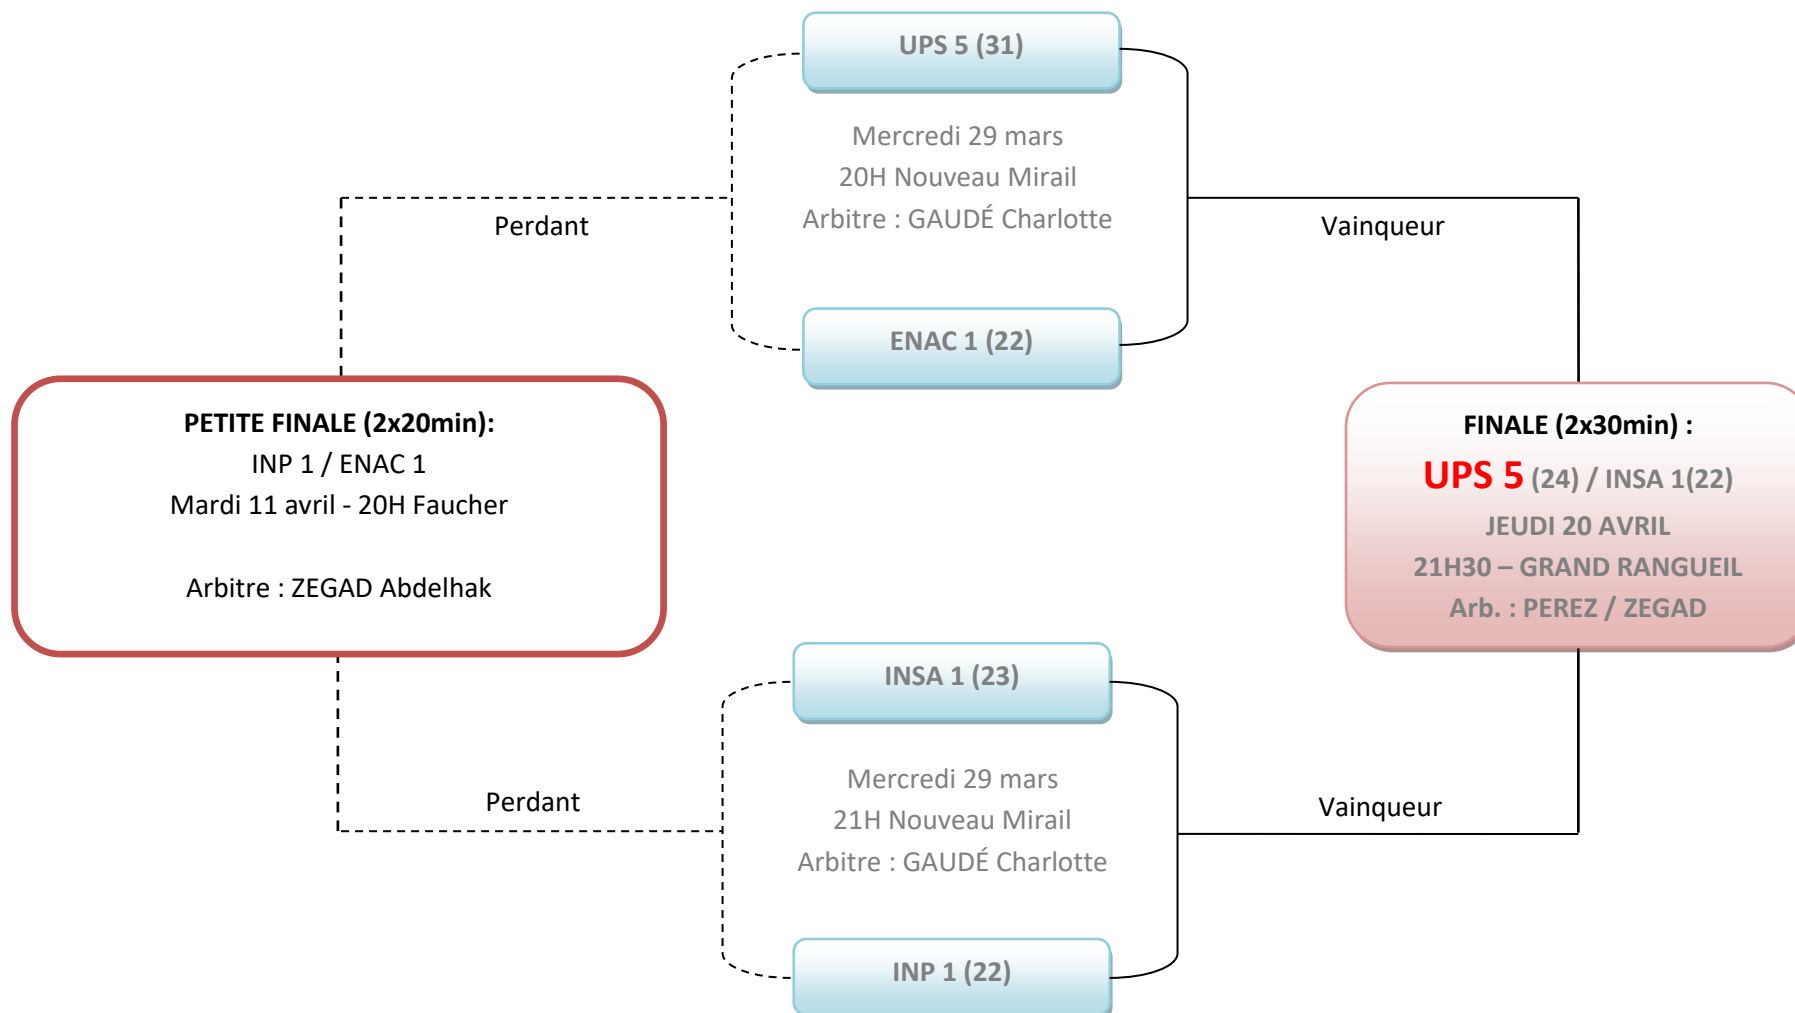 UPS 5 (31)
Mercredi 29 mars
20H Nouveau Mirail
Arbitre : GAUDÉ Charlotte
Perdant
Vainqueur
ENAC 1 (22)
PETITE FINALE (2x20min):
INP 1 / ENAC 1
Mardi 11 avril - 20H Faucher
Arbitre : ZEGAD Abdelhak
FINALE (2x30min) :
UPS 5 (24) / INSA 1(22)
JEUDI 20 AVRIL
21H30 – GRAND RANGUEIL
Arb. : PEREZ / ZEGAD
INSA 1 (23)
Mercredi 29 mars
21H Nouveau Mirail
Arbitre : GAUDÉ Charlotte
Perdant
Vainqueur
INP 1 (22)